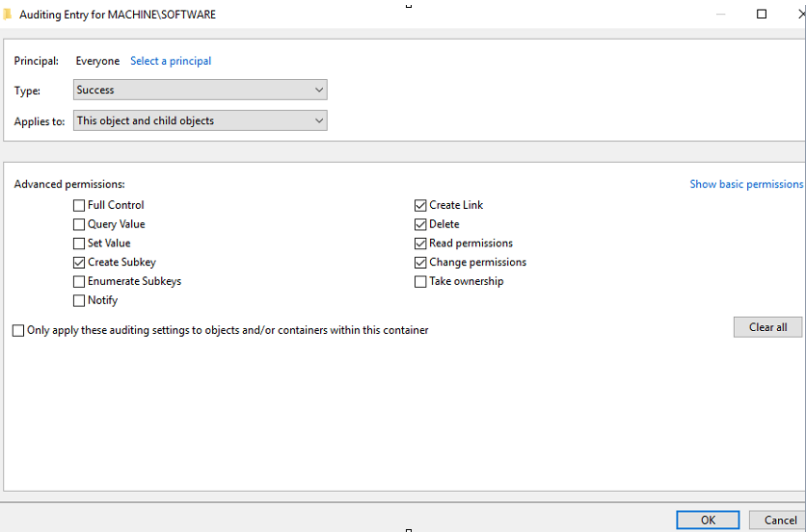 Auditing Entry for MACHINE\SOFTWARE
Principal: Everyone Select a principal
Type: Success
Applies to: This object and child objects
Advanced permissions: Show basic permissions
Full Control
Query Value
Set Value
Create Subkey
Enumerate Subkeys
Notify
Create Link
Delete
Read permissions
Change permissions
Take ownership
Only apply these auditing settings to objects and/or containers within this container
Clear all
OK Cancel